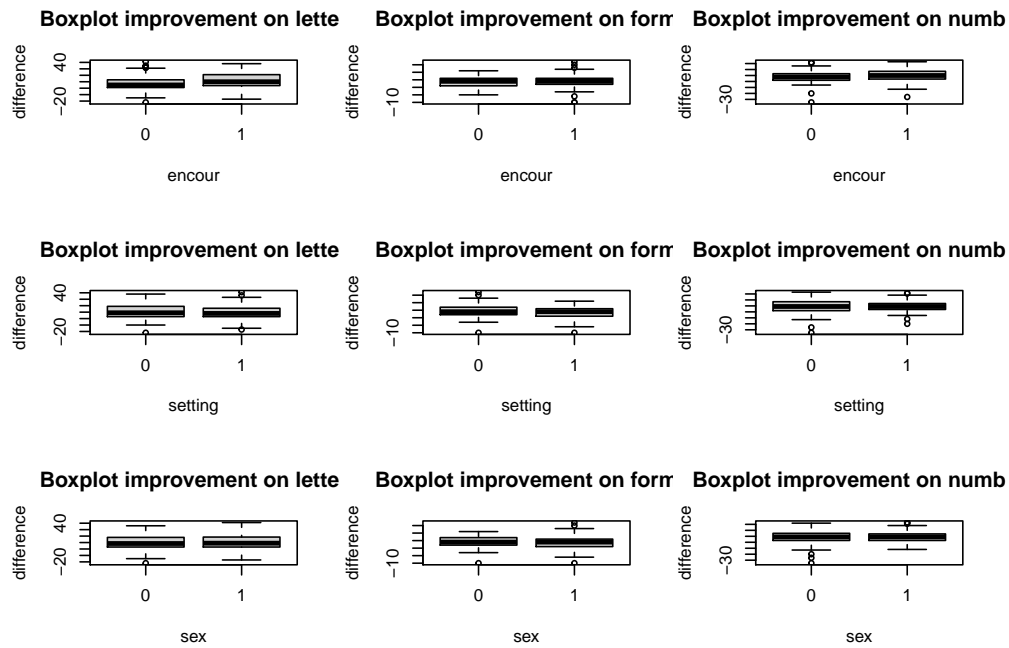 Boxplot improvement on lette
difference
40
−20
0 1
encour
Boxplot improvement on form
difference
−10
0 1
encour
Boxplot improvement on numb
difference
−30
0 1
encour
Boxplot improvement on lette
difference
40
−20
0 1
setting
Boxplot improvement on form
difference
−10
0 1
setting
Boxplot improvement on numb
difference
−30
0 1
setting
Boxplot improvement on lette
difference
40
−20
0 1
sex
Boxplot improvement on form
difference
−10
0 1
sex
Boxplot improvement on numb
difference
−30
0 1
sex